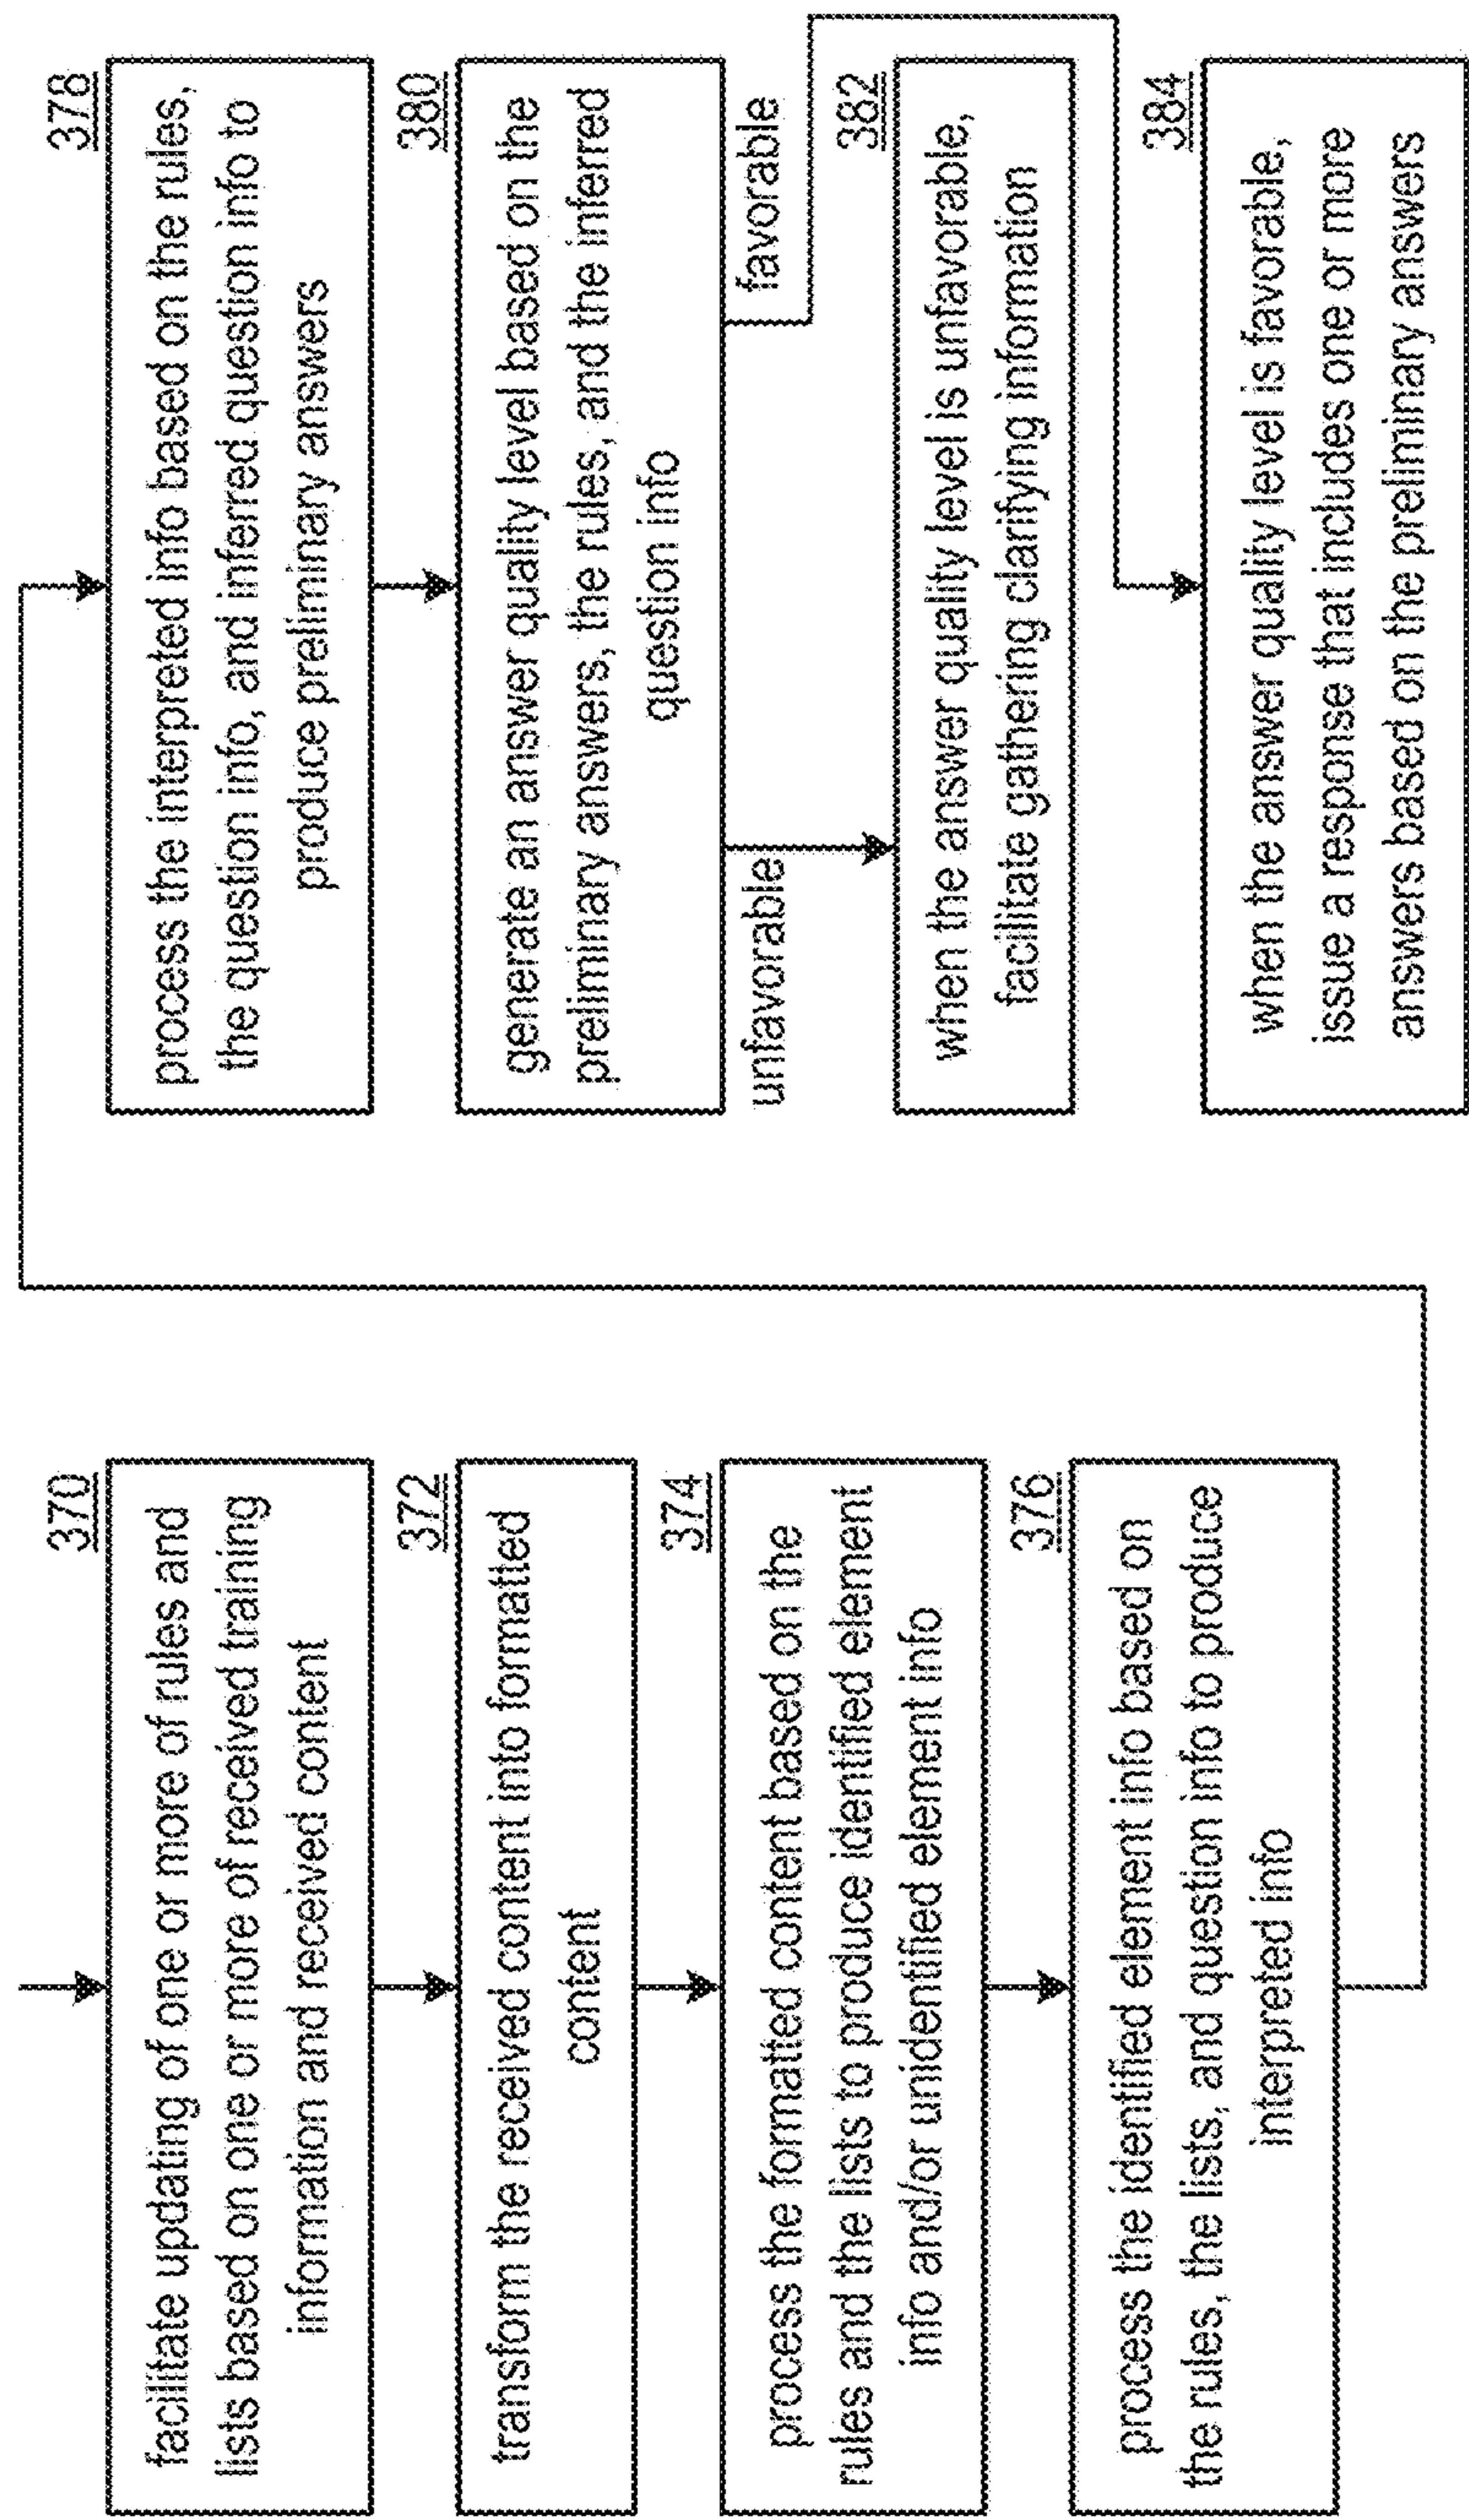 370
facilitate updating of one or more of rules and
lists based on one or more of received training
information and received content
372
transform the received content into formatted
content
374
process the formatted content based on the
rules and the lists to produce identified element
info and/or unidentified element info
376
process the identified element info based on
the rules, the lists, and question info to produce
interpreted info
378
process the interpreted info based on the rules,
the question info, and inferred question info to
produce preliminary answers
380
generate an answer quality level based on the
preliminary answers, the rules, and the inferred
question info
unfavorable
favorable
382
when the answer quality level is unfavorable,
facilitate gathering clarifying information
384
when the answer quality level is favorable,
issue a response that includes one or more
answers based on the preliminary answers